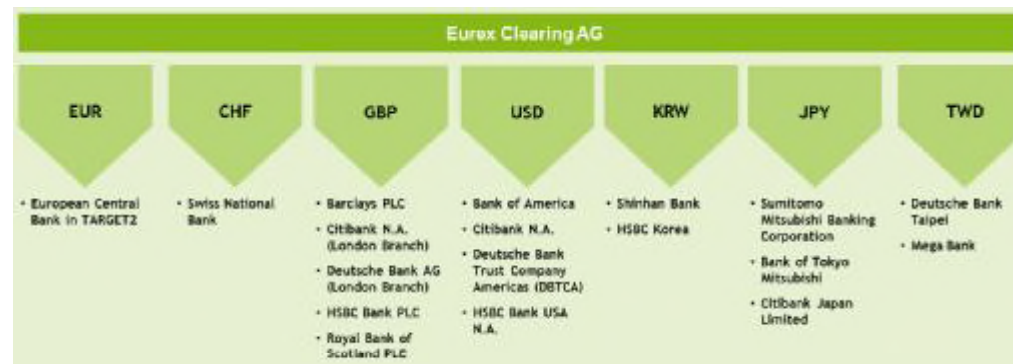 Eurex Clearing AG
EUR
CHF
GBP
USD
KRW
JPY
TWD
• European Central
Bank in TARGET2
• Swiss National
Bank
• Barclays PLC
• Citibank N.A.
(London Branch)
• Deutsche Bank AG
(London Branch)
• HSBC Bank PLC
• Royal Bank of
Scotland PLC
• Bank of America
• Citibank N.A.
• Deutsche Bank
Trust Company
Americas (DBTCA)
• HSBC Bank USA
N.A.
• Shinhan Bank
• HSBC Korea
• Sumitomo
Mitsubishi Banking
Corporation
• Bank of Tokyo
Mitsubishi
• Citibank Japan
Limited
• Deutsche Bank
Taipei
• Mega Bank